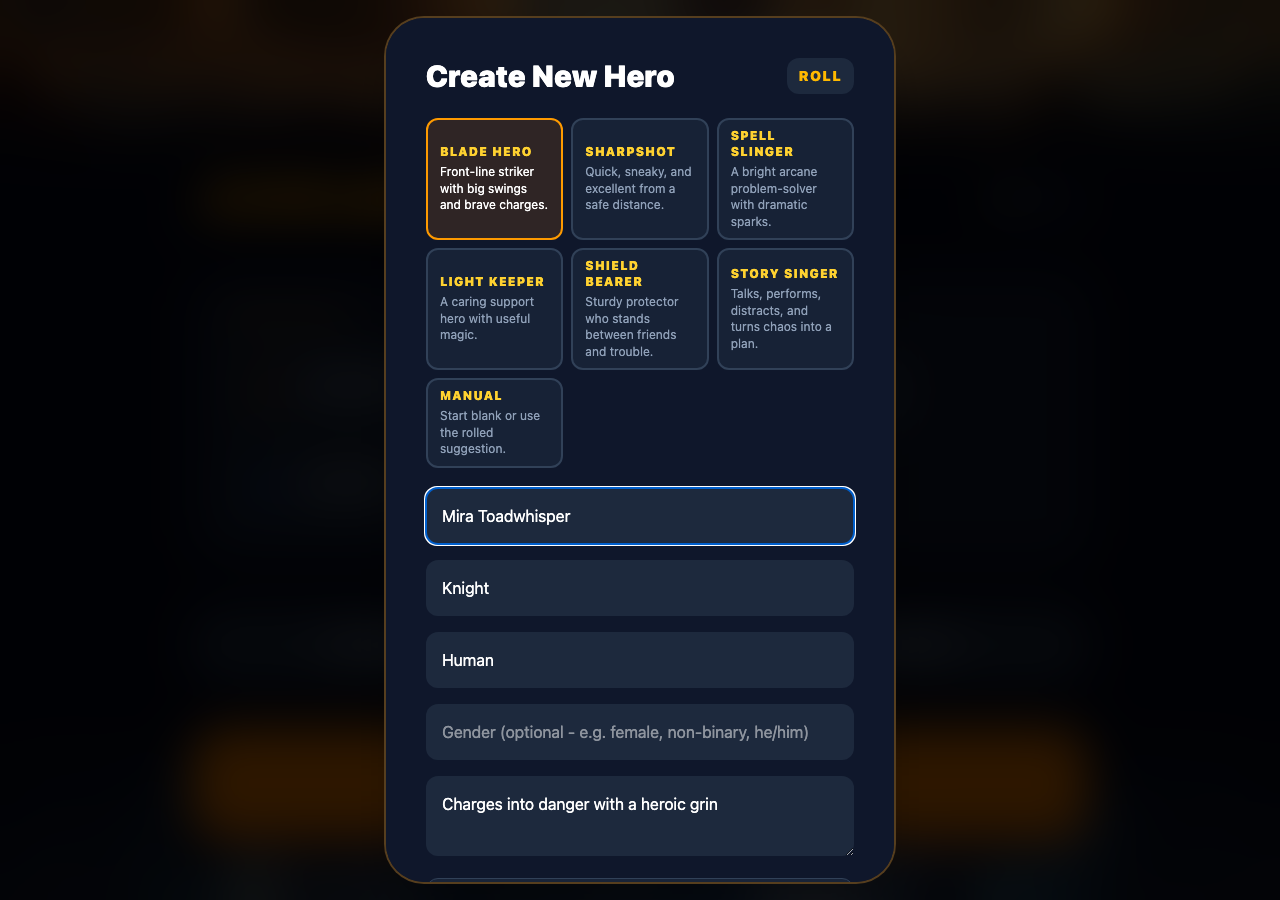 Create New Hero
ROLL
BLADE HERO
Front-line striker
with big swings
and brave charges.
SHARPSHOT
Quick, sneaky, and
excellent from a
safe distance.
SPELL
SLINGER
A bright arcane
problem-solver
with dramatic
sparks.
LIGHT KEEPER
A caring support
hero with useful
magic.
SHIELD
BEARER
Sturdy protector
who stands
between friends
and trouble.
STORY SINGER
Talks, performs,
distracts, and
turns chaos into a
plan.
MANUAL
Start blank or use
the rolled
suggestion.
Mira Toadwhisper
Knight
Human
Gender (optional - e.g. female, non-binary, he/him)
Charges into danger with a heroic grin